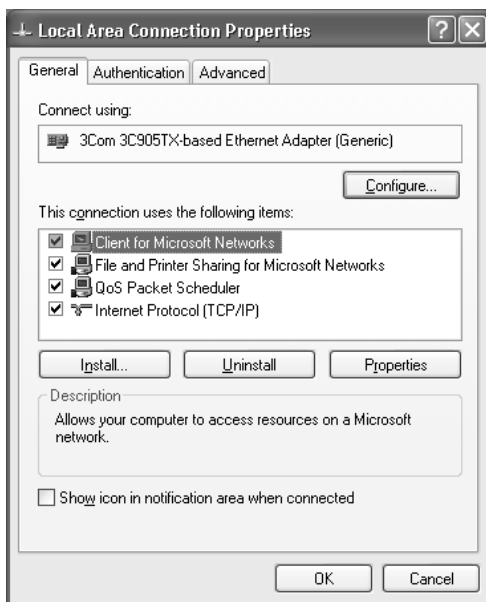 Local Area Connection Properties
General Authentication Advanced
Connect using:
3Com 3C905TX-based Ethernet Adapter (Generic)
Configure...
This connection uses the following items:
Client for Microsoft Networks
File and Printer Sharing for Microsoft Networks
QoS Packet Scheduler
Internet Protocol (TCP/IP)
Install... Uninstall Properties
Description
Allows your computer to access resources on a Microsoft
network.
Show icon in notification area when connected
OK Cancel